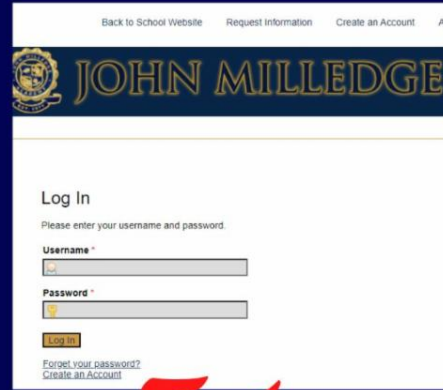 Back to School Website Request Information Create an Account A
JOHN MILLEDGE
Log In
Please enter your username and password.
Username *
Password *
Log In
Forget your password?
Create an Account